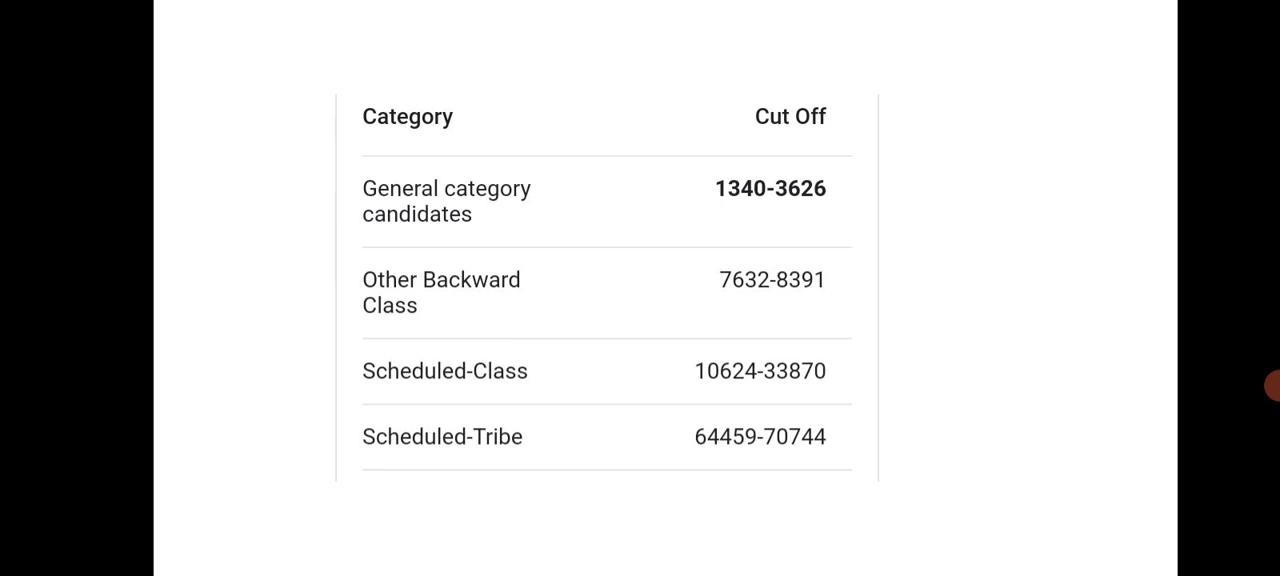 Category Cut Off
General category 1340-3626
candidates
Other Backward 7632-8391
Class
Scheduled-Class 10624-33870
Scheduled-Tribe 64459-70744